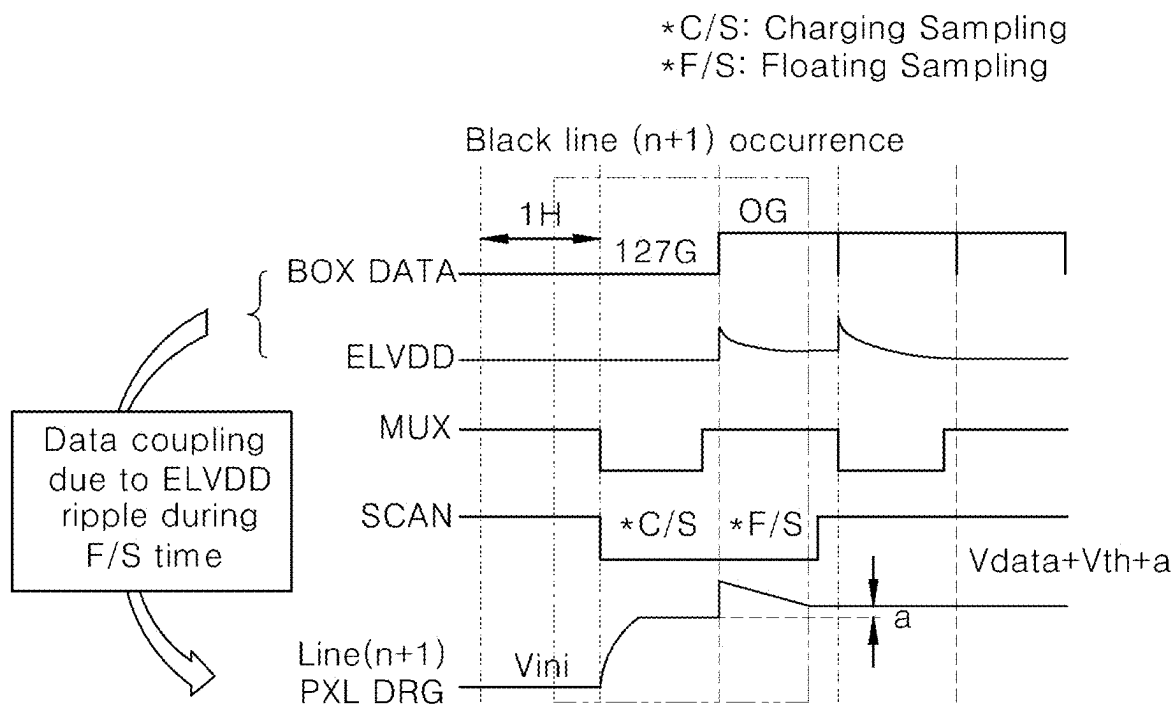 *C/S: Charging Sampling
*F/S: Floating Sampling
Black line (n+1) occurrence
1H
OG
127G
BOX DATA
ELVDD
MUX
SCAN
*C/S
*F/S
Data coupling
due to ELVDD
ripple during
F/S time
Vdata+Vth+a
a
Line(n+1)
PXL DRG
Vini